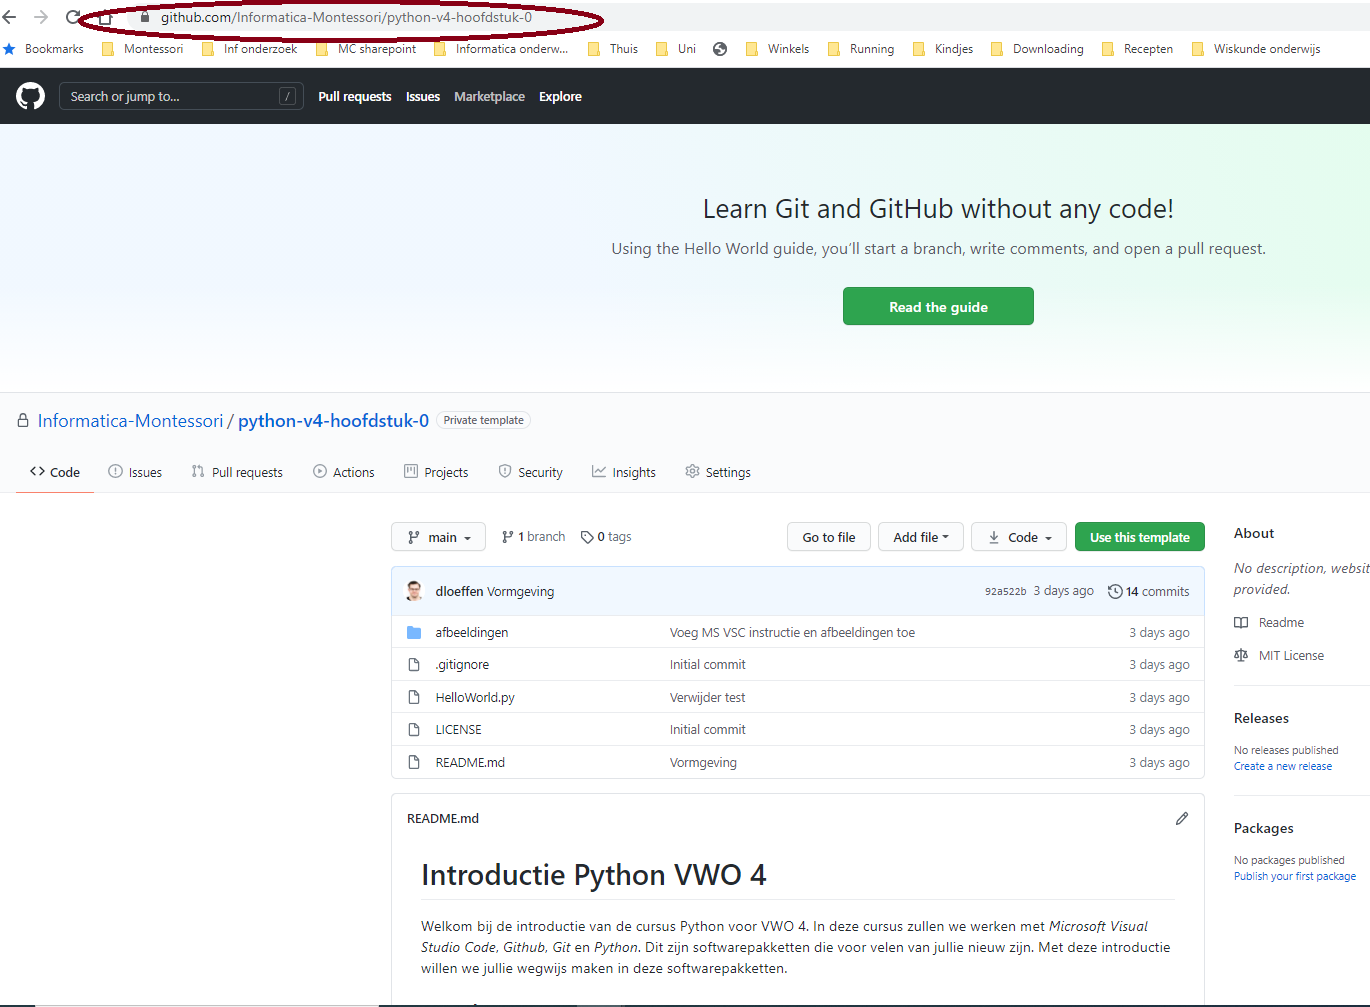 github.com/Informatica-Montessori/python-v4-hoofdstuk-0
Bookmarks Montessori Inf onderzoek MC sharepoint Informatica onderw... Thuis Uni Winkels Running Kindjes Downloading Recepten Wiskunde onderwijs
Search or jump to... / Pull requests Issues Marketplace Explore
Learn Git and GitHub without any code!
Using the Hello World guide, you'll start a branch, write comments, and open a pull request.
Read the guide
Informatica-Montessori / python-v4-hoofdstuk-0 Private template
Code Issues Pull requests Actions Projects Security Insights Settings
main 1 branch 0 tags Go to file Add file Code Use this template
dloeffen Vormgeving 92a522b 3 days ago 14 commits
afbeeldingen Voeg MS VSC instructie en afbeeldingen toe 3 days ago
.gitignore Initial commit 3 days ago
HelloWorld.py Verwijder test 3 days ago
LICENSE Initial commit 3 days ago
README.md Vormgeving 3 days ago
README.md
Introductie Python VWO 4
Welkom bij de introductie van de cursus Python voor VWO 4. In deze cursus zullen we werken met Microsoft Visual
Studio Code, Github, Git en Python. Dit zijn softwarepakketten die voor velen van jullie nieuw zijn. Met deze introductie
willen we jullie wegwijs maken in deze softwarepakketten.
About
No description, websit
provided.
Readme
MIT License
Releases
No releases published
Create a new release
Packages
No packages published
Publish your first package